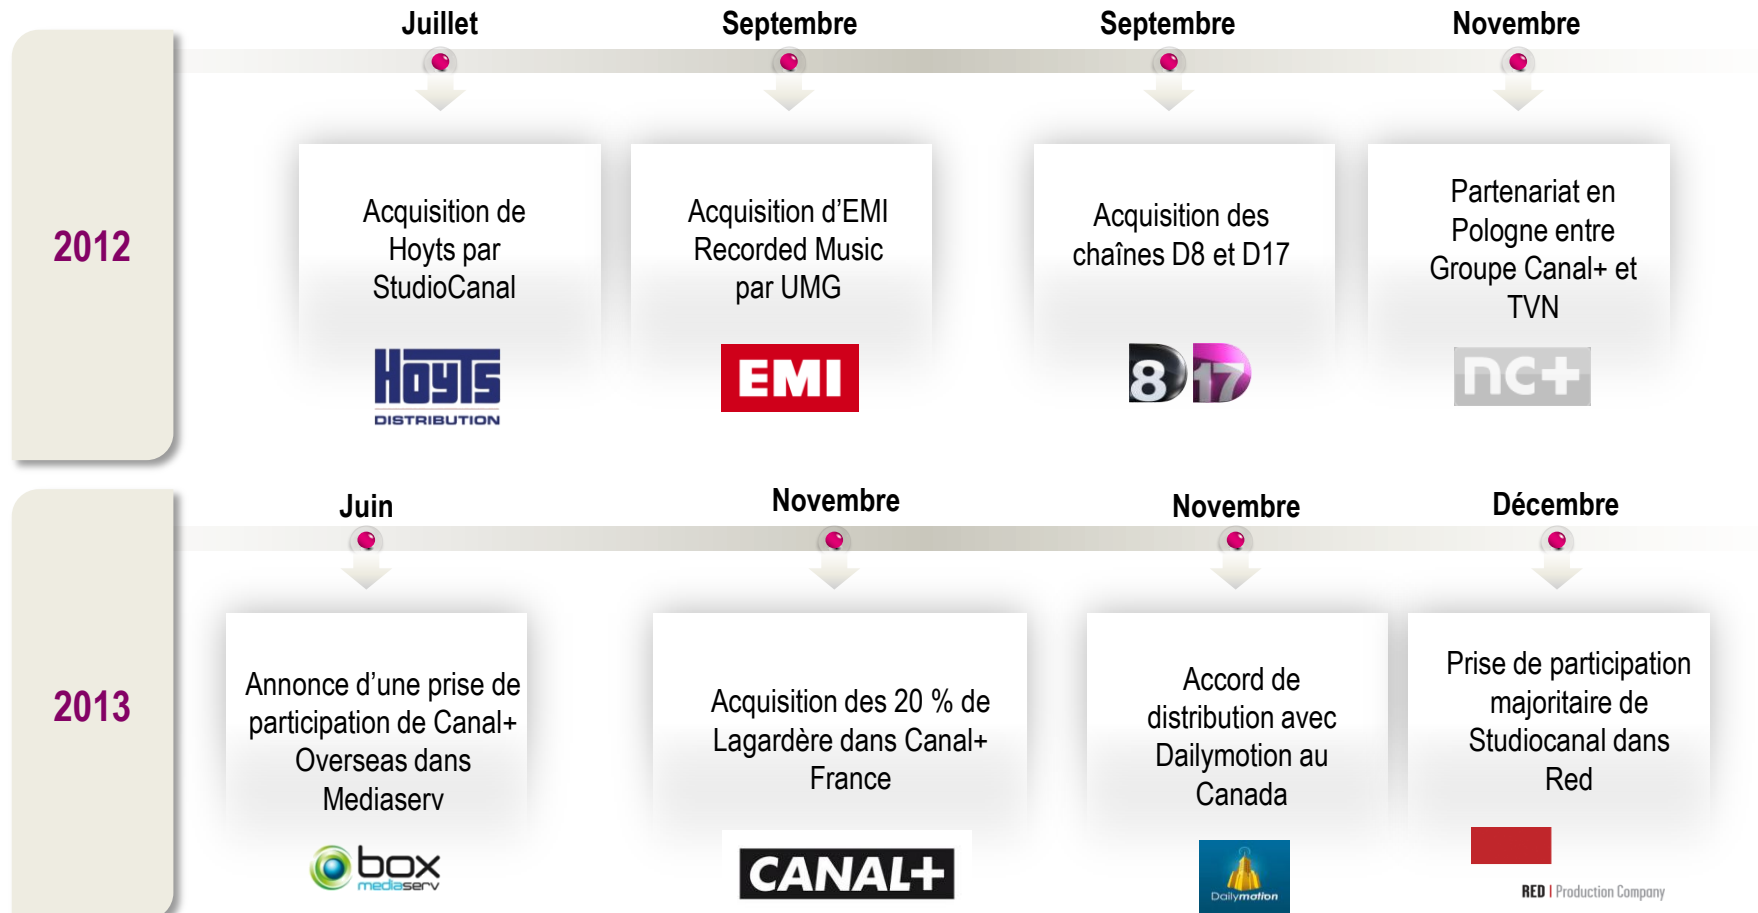 2012
Juillet
Acquisition de
Hoyts par
StudioCanal
HOYTS
DISTRIBUTION
Septembre
Acquisition d’EMI
Recorded Music
par UMG
EMI
Septembre
Acquisition des
chaînes D8 et D17
D8 D17
Novembre
Partenariat en
Pologne entre
Groupe Canal+ et
TVN
nc+
2013
Juin
Annonce d’une prise de
participation de Canal+
Overseas dans
Mediaserv
box
mediaserv
Novembre
Acquisition des 20 % de
Lagardère dans Canal+
France
CANAL+
Novembre
Accord de
distribution avec
Dailymotion au
Canada
Dailymotion
Décembre
Prise de participation
majoritaire de
Studiocanal dans
Red
RED | Production Company